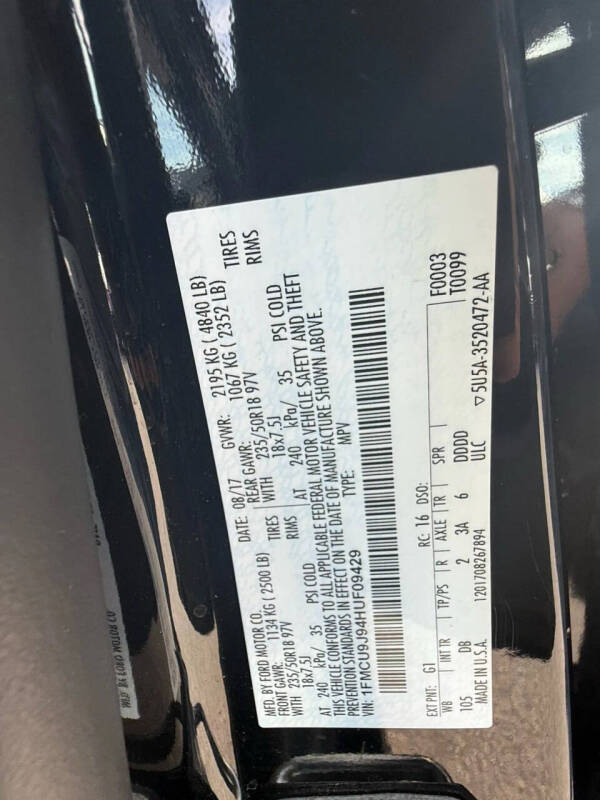 MFD. BY FORD MOTOR CO.
DATE: 08/17 GVWR: 2195 KG ( 4840 LB)
FRONT GAWR: 1134 KG ( 2500 LB) REAR GAWR: 1067 KG ( 2352 LB)
WITH 235/50R18 97V TIRES WITH 235/50R18 97V TIRES
18x7.5J RIMS 18x7.5J RIMS
AT 240 kPa/ 35 PSI COLD AT 240 kPa/ 35 PSI COLD
THIS VEHICLE CONFORMS TO ALL APPLICABLE FEDERAL MOTOR VEHICLE SAFETY AND THEFT
PREVENTION STANDARDS IN EFFECT ON THE DATE OF MANUFACTURE SHOWN ABOVE.
VIN: 1FMCU9J94HUF09429 TYPE: MPV
F0003
T0099
EXT PNT: G1 RC: 16 DSO:
WB INT TR TP/PS R AXLE TR SPR
105 DB 2 3A 6 DDDD
MADE IN U.S.A. 1201708267894 ULC
▽5U5A-3520472-AA